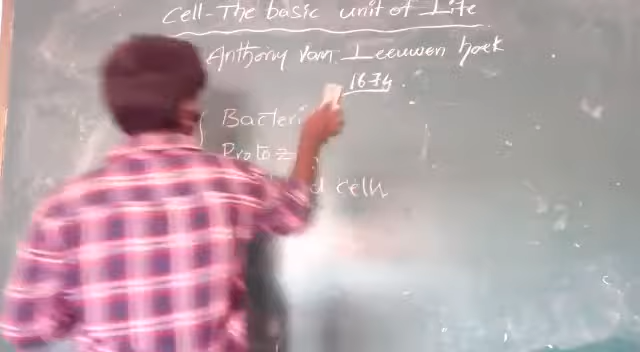 Cell-The basic unit of Life
Anthony Van Leeuwen hoek
1674
Bacteri
Protoz
d cell